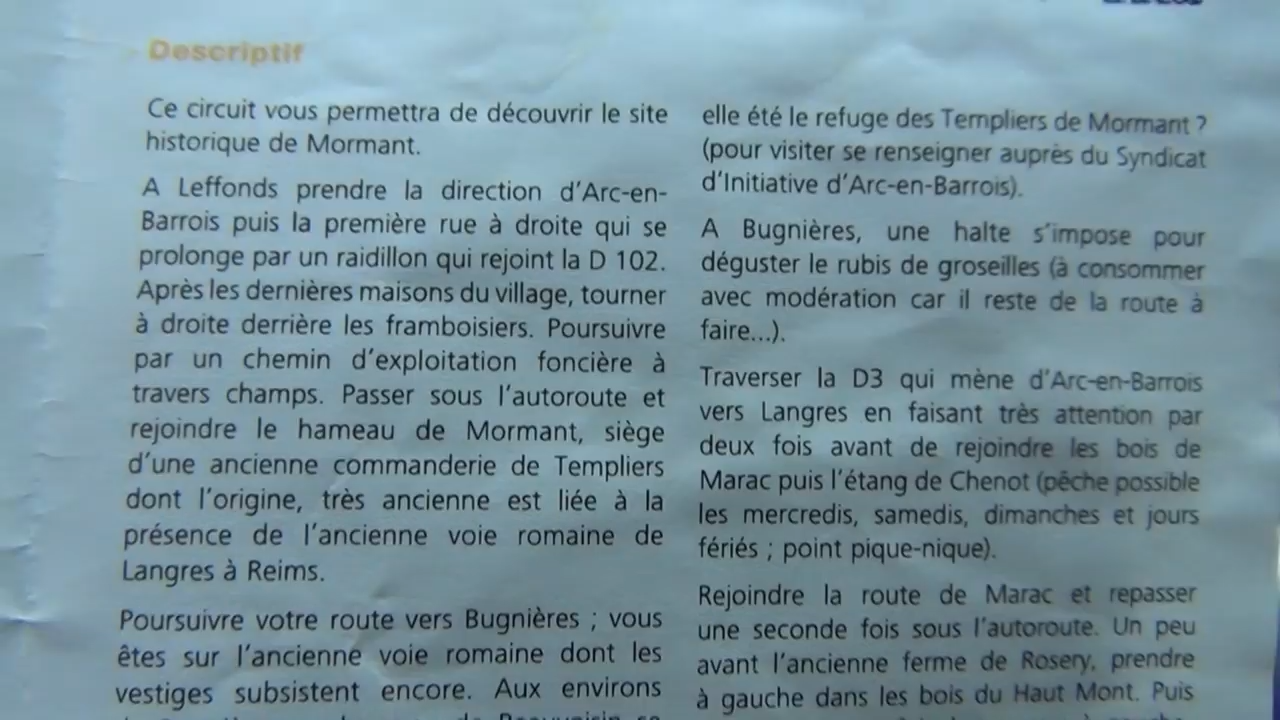 Descriptif
Ce circuit vous permettra de découvrir le site
historique de Mormant.
A Leffonds prendre la direction d'Arc-en-
Barrois puis la première rue à droite qui se
prolonge par un raidillon qui rejoint la D 102.
Après les dernières maisons du village, tourner
à droite derrière les framboisiers. Poursuivre
par un chemin d'exploitation foncière à
travers champs. Passer sous l'autoroute et
rejoindre le hameau de Mormant, siège
d'une ancienne commanderie de Templiers
dont l'origine, très ancienne est liée à la
présence de l'ancienne voie romaine de
Langres à Reims.
Poursuivre votre route vers Bugnières ; vous
êtes sur l'ancienne voie romaine dont les
vestiges subsistent encore. Aux environs
elle été le refuge des Templiers de Mormant ?
(pour visiter se renseigner auprès du Syndicat
d'Initiative d'Arc-en-Barrois).
A Bugnières, une halte s'impose pour
déguster le rubis de groseilles (à consommer
avec modération car il reste de la route à
faire...).
Traverser la D3 qui mène d'Arc-en-Barrois
vers Langres en faisant très attention par
deux fois avant de rejoindre les bois de
Marac puis l'étang de Chenot (pêche possible
les mercredis, samedis, dimanches et jours
fériés ; point pique-nique).
Rejoindre la route de Marac et repasser
une seconde fois sous l'autoroute. Un peu
avant l'ancienne ferme de Rosery, prendre
à gauche dans les bois du Haut Mont. Puis